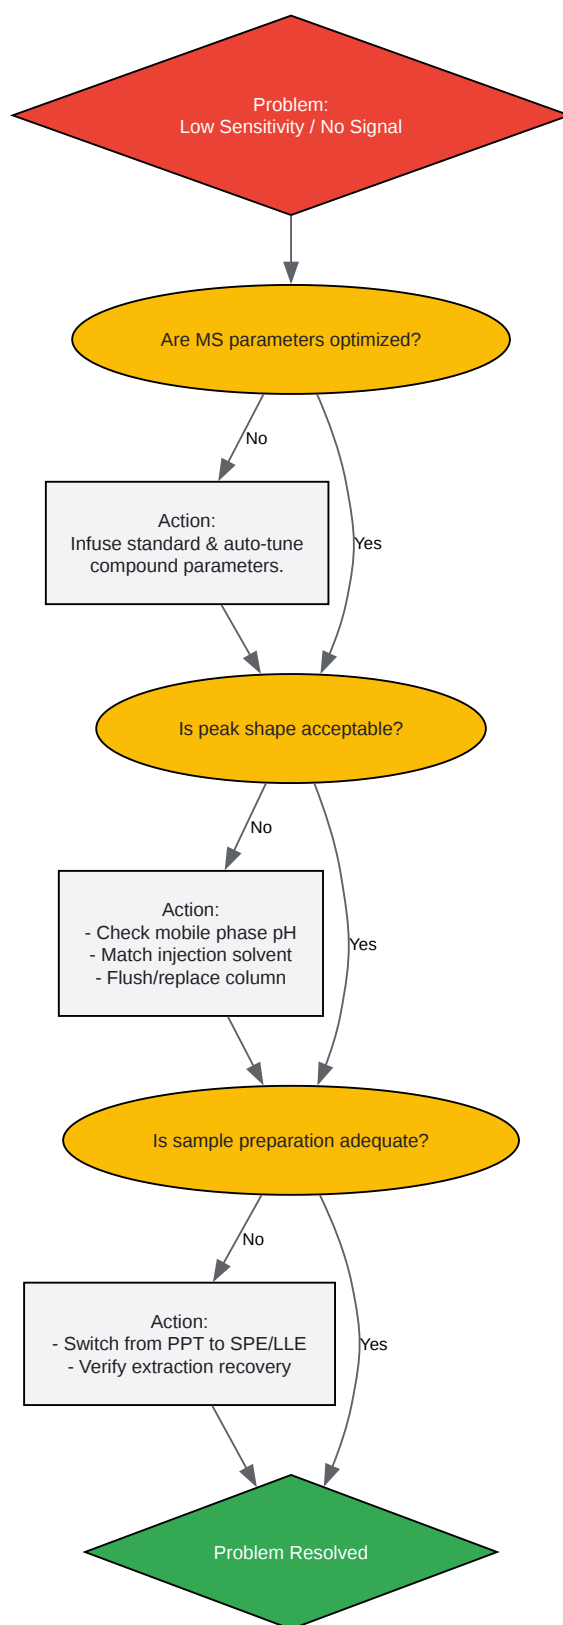 Problem:
Low Sensitivity / No Signal
Are MS parameters optimized?
No
Action:
Infuse standard & auto-tune
compound parameters.
Yes
Is peak shape acceptable?
No
Action:
- Check mobile phase pH
- Match injection solvent
- Flush/replace column
Yes
Is sample preparation adequate?
No
Action:
- Switch from PPT to SPE/LLE
- Verify extraction recovery
Yes
Problem Resolved